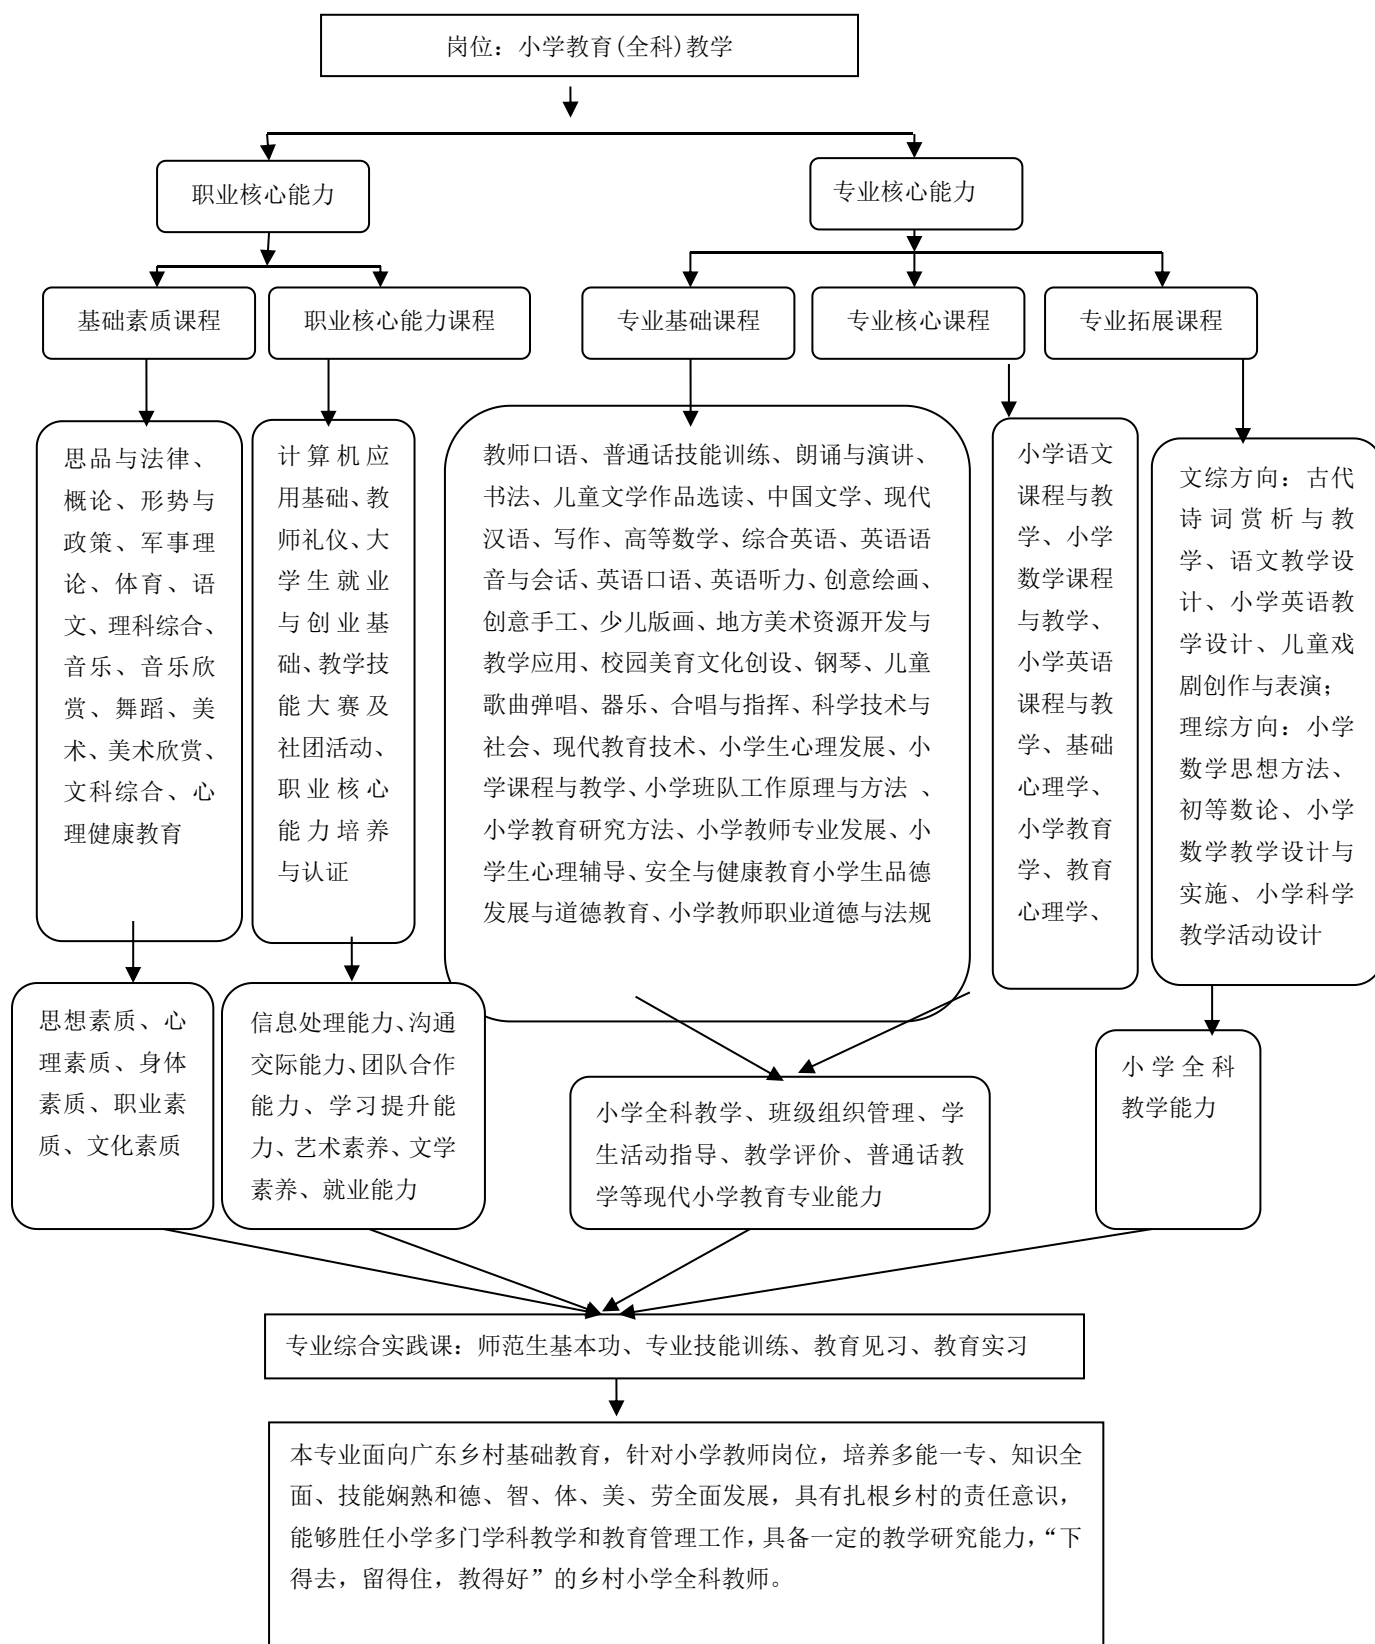 岗位：小学教育(全科)教学
职业核心能力
专业核心能力
基础素质课程
职业核心能力课程
专业基础课程
专业核心课程
专业拓展课程
思品与法律、
概论、形势与
政策、军事理
论、体育、语
文、理科综合、
音乐、音乐欣
赏、舞蹈、美
术、美术欣赏、
文科综合、心
理健康教育
计算机应
用基础、教
师礼仪、大
学生就业
与创业基
础、教学技
能大赛及
社团活动、
职业核心
能力培养
与认证
教师口语、普通话技能训练、朗诵与演讲、
书法、儿童文学作品选读、中国文学、现代
汉语、写作、高等数学、综合英语、英语语
音与会话、英语口语、英语听力、创意绘画、
创意手工、少儿版画、地方美术资源开发与
教学应用、校园美育文化创设、钢琴、儿童
歌曲弹唱、器乐、合唱与指挥、科学技术与
社会、现代教育技术、小学生心理发展、小
学课程与教学、小学班队工作原理与方法 、
小学教育研究方法、小学教师专业发展、小
学生心理辅导、安全与健康教育小学生品德
发展与道德教育、小学教师职业道德与法规
小学语文
课程与教
学、小学
数学课程
与教学、
小学英语
课程与教
学、基础
心理学、
小学教育
学、教育
心理学、
文综方向：古代
诗词赏析与教
学、语文教学设
计、小学英语教
学设计、儿童戏
剧创作与表演；
理综方向：小学
数学思想方法、
初等数论、小学
数学教学设计与
实施、小学科学
教学活动设计
思想素质、心
理素质、身体
素质、职业素
质、文化素质
信息处理能力、沟通
交际能力、团队合作
能力、学习提升能
力、艺术素养、文学
素养、就业能力
小学全科教学、班级组织管理、学
生活动指导、教学评价、普通话教
学等现代小学教育专业能力
小学全科
教学能力
专业综合实践课：师范生基本功、专业技能训练、教育见习、教育实习
本专业面向广东乡村基础教育，针对小学教师岗位，培养多能一专、知识全
面、技能娴熟和德、智、体、美、劳全面发展，具有扎根乡村的责任意识，
能够胜任小学多门学科教学和教育管理工作，具备一定的教学研究能力，“下
得去，留得住，教得好”的乡村小学全科教师。